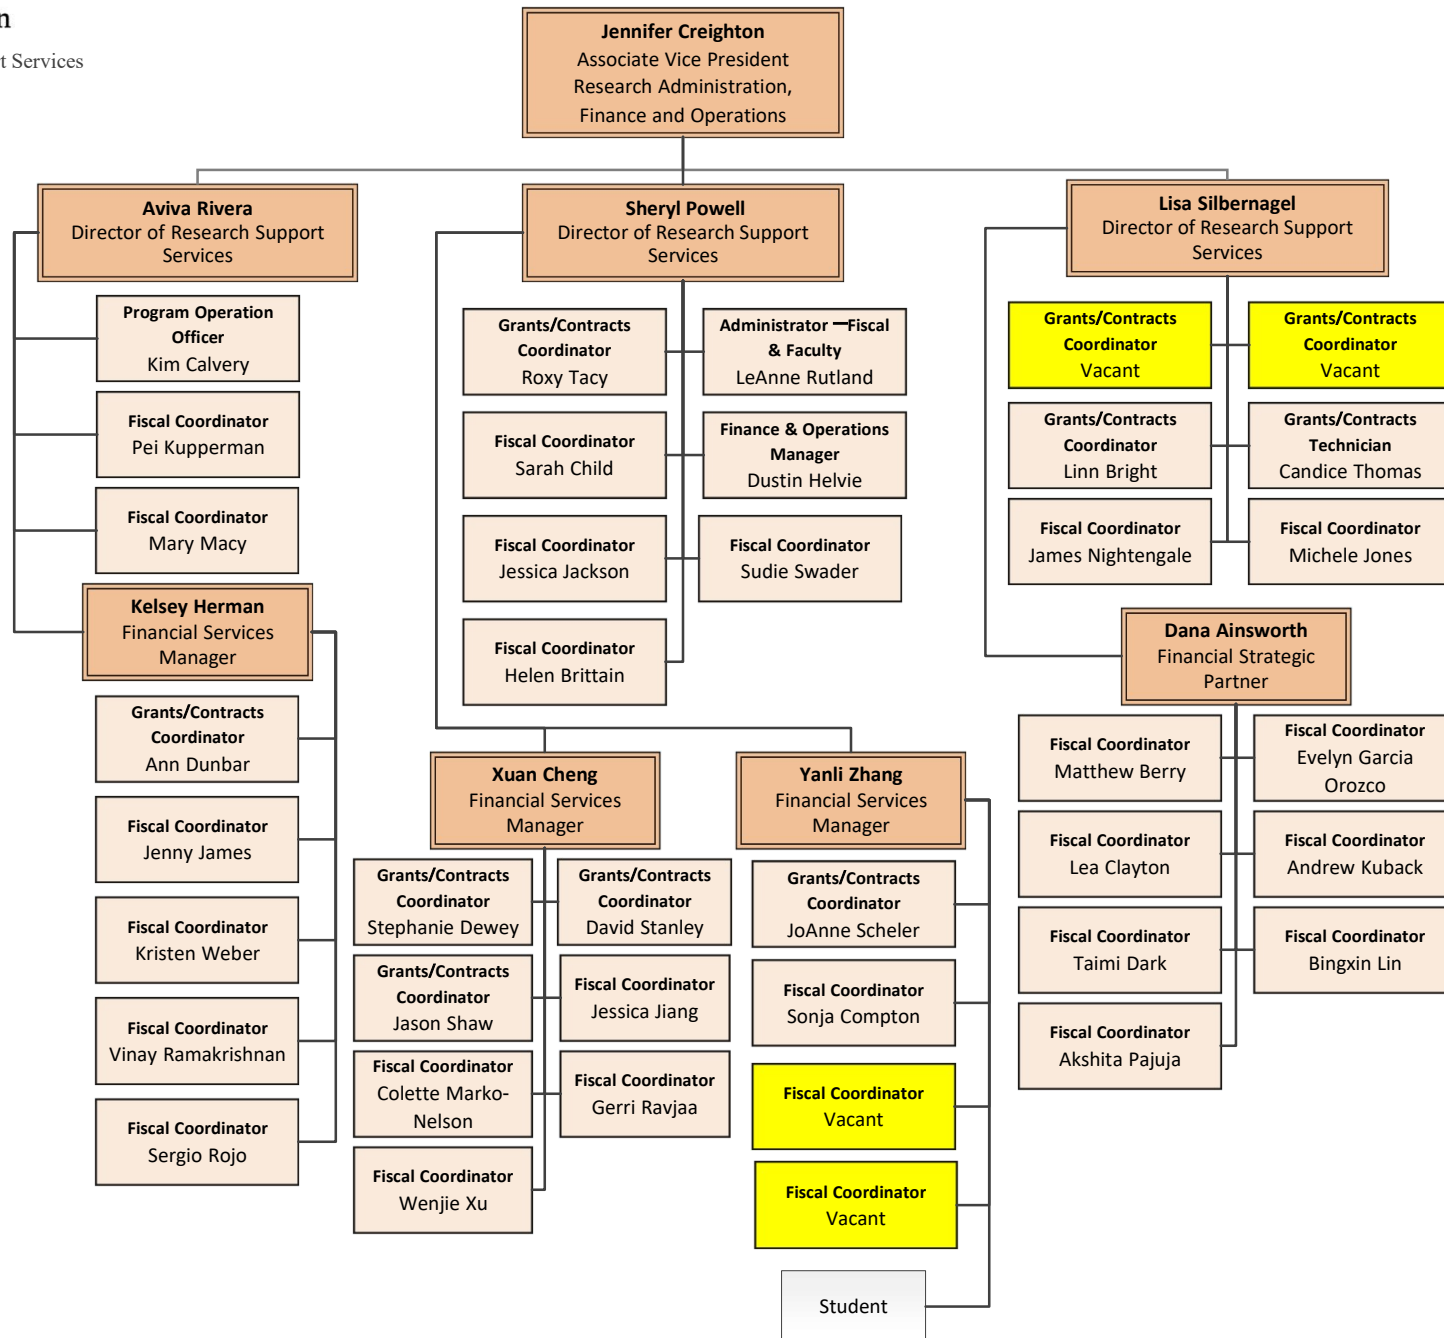 n
t Services
Jennifer Creighton
Associate Vice President
Research Administration,
Finance and Operations
Aviva Rivera
Director of Research Support
Services
Sheryl Powell
Director of Research Support
Services
Lisa Silbernagel
Director of Research Support
Services
Program Operation
Officer
Kim Calvery
Fiscal Coordinator
Pei Kupperman
Fiscal Coordinator
Mary Macy
Kelsey Herman
Financial Services
Manager
Grants/Contracts
Coordinator
Ann Dunbar
Fiscal Coordinator
Jenny James
Fiscal Coordinator
Kristen Weber
Fiscal Coordinator
Vinay Ramakrishnan
Fiscal Coordinator
Sergio Rojo
Grants/Contracts
Coordinator
Roxy Tacy
Administrator —Fiscal
& Faculty
LeAnne Rutland
Fiscal Coordinator
Sarah Child
Finance & Operations
Manager
Dustin Helvie
Fiscal Coordinator
Jessica Jackson
Fiscal Coordinator
Sudie Swader
Fiscal Coordinator
Helen Brittain
Xuan Cheng
Financial Services
Manager
Grants/Contracts
Coordinator
Stephanie Dewey
Grants/Contracts
Coordinator
David Stanley
Grants/Contracts
Coordinator
Jason Shaw
Fiscal Coordinator
Jessica Jiang
Fiscal Coordinator
Colette Marko-
Nelson
Fiscal Coordinator
Gerri Ravjaa
Fiscal Coordinator
Wenjie Xu
Yanli Zhang
Financial Services
Manager
Grants/Contracts
Coordinator
JoAnne Scheler
Fiscal Coordinator
Sonja Compton
Fiscal Coordinator
Vacant
Fiscal Coordinator
Vacant
Student
Grants/Contracts
Coordinator
Vacant
Grants/Contracts
Coordinator
Vacant
Grants/Contracts
Coordinator
Linn Bright
Grants/Contracts
Technician
Candice Thomas
Fiscal Coordinator
James Nightengale
Fiscal Coordinator
Michele Jones
Dana Ainsworth
Financial Strategic
Partner
Fiscal Coordinator
Matthew Berry
Fiscal Coordinator
Evelyn Garcia
Orozco
Fiscal Coordinator
Lea Clayton
Fiscal Coordinator
Andrew Kuback
Fiscal Coordinator
Taimi Dark
Fiscal Coordinator
Bingxin Lin
Fiscal Coordinator
Akshita Pajuja